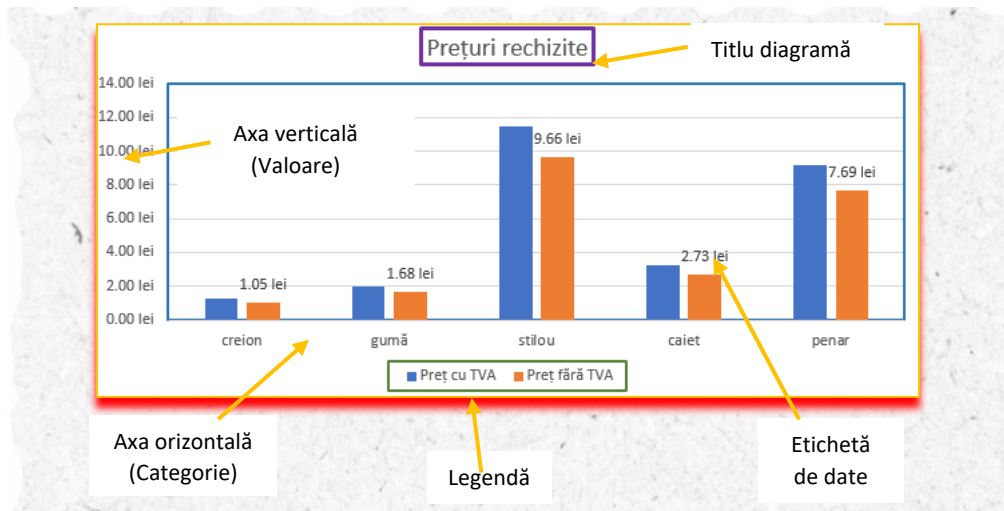 Prețuri rechizite
Titlu diagramă
14.00 lei
12.00 lei
10.00 lei
8.00 lei
6.00 lei
4.00 lei
2.00 lei
0.00 lei
Axa verticală
(Valoare)
1.05 lei
1.68 lei
9.66 lei
2.73 lei
7.69 lei
creion
gumă
stilou
caiet
penar
Preț cu TVA
Preț fără TVA
Axa orizontală
(Categorie)
Legendă
Etichetă
de date